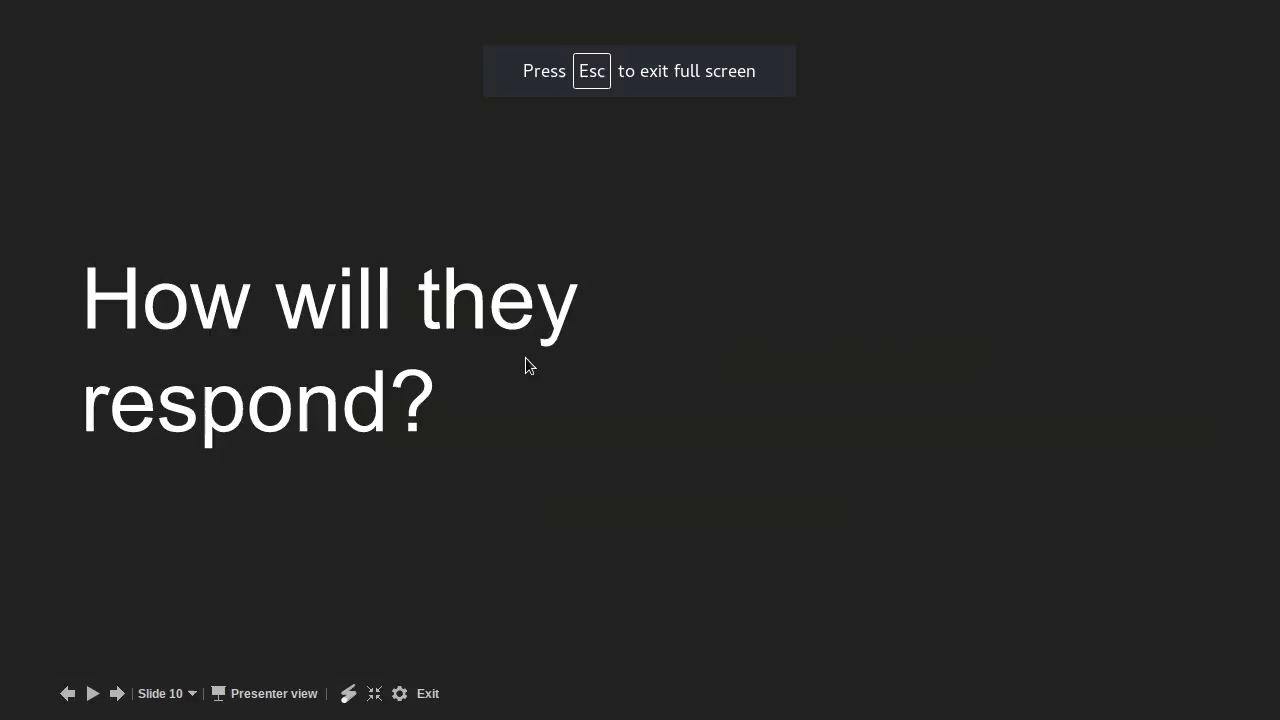 Press Esc to exit full screen
How will they
respond?
Slide 10 Presenter view Exit